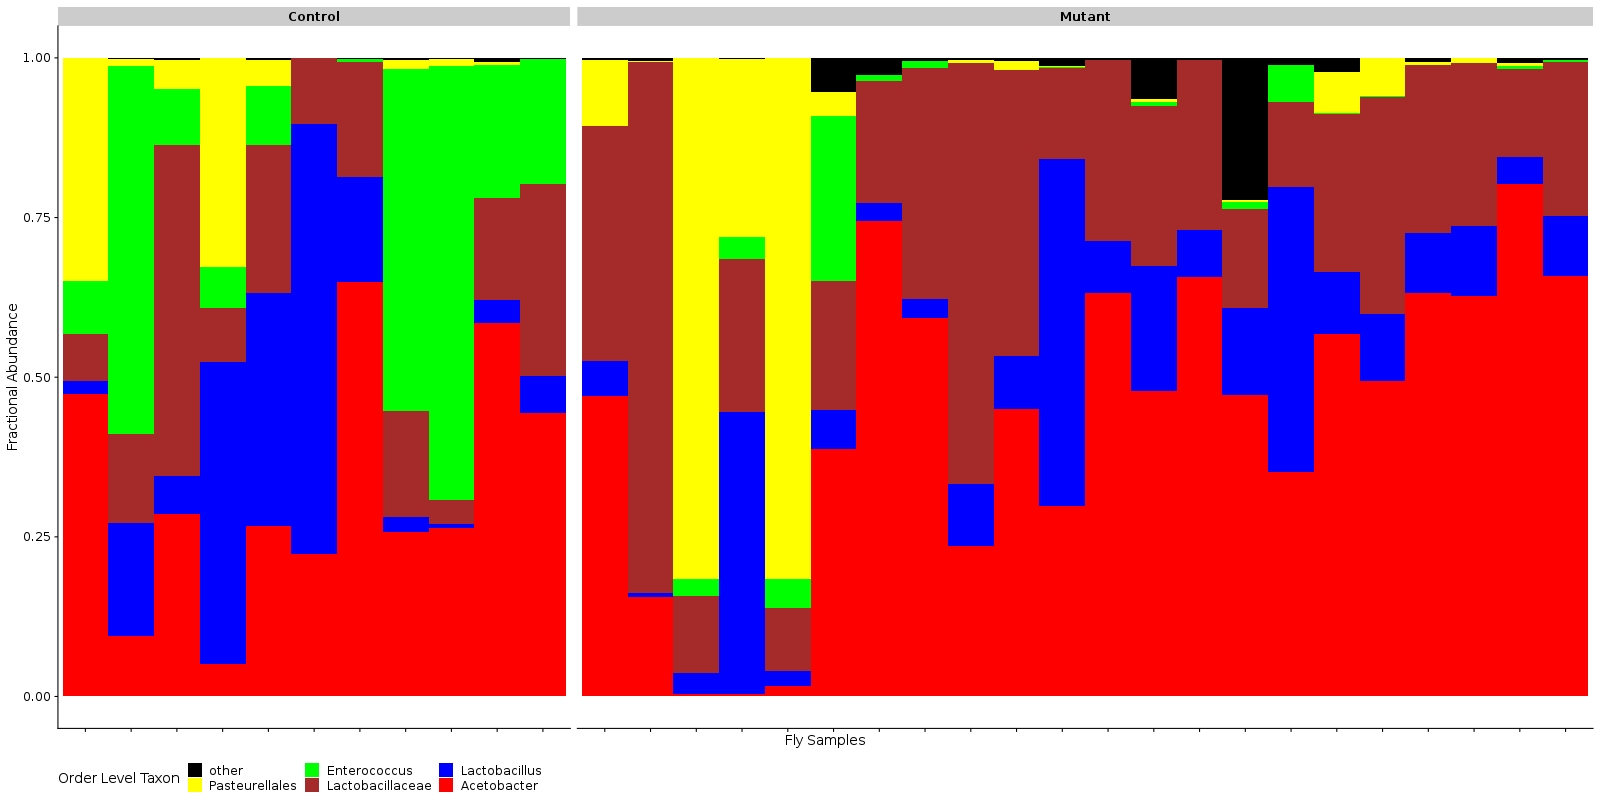 Control
Mutant
1.00
0.75
0.50
0.25
0.00
Fractional Abundance
Fly Samples
Order Level Taxon
other
Enterococcus
Lactobacillus
Pasteurellales
Lactobacillaceae
Acetobacter